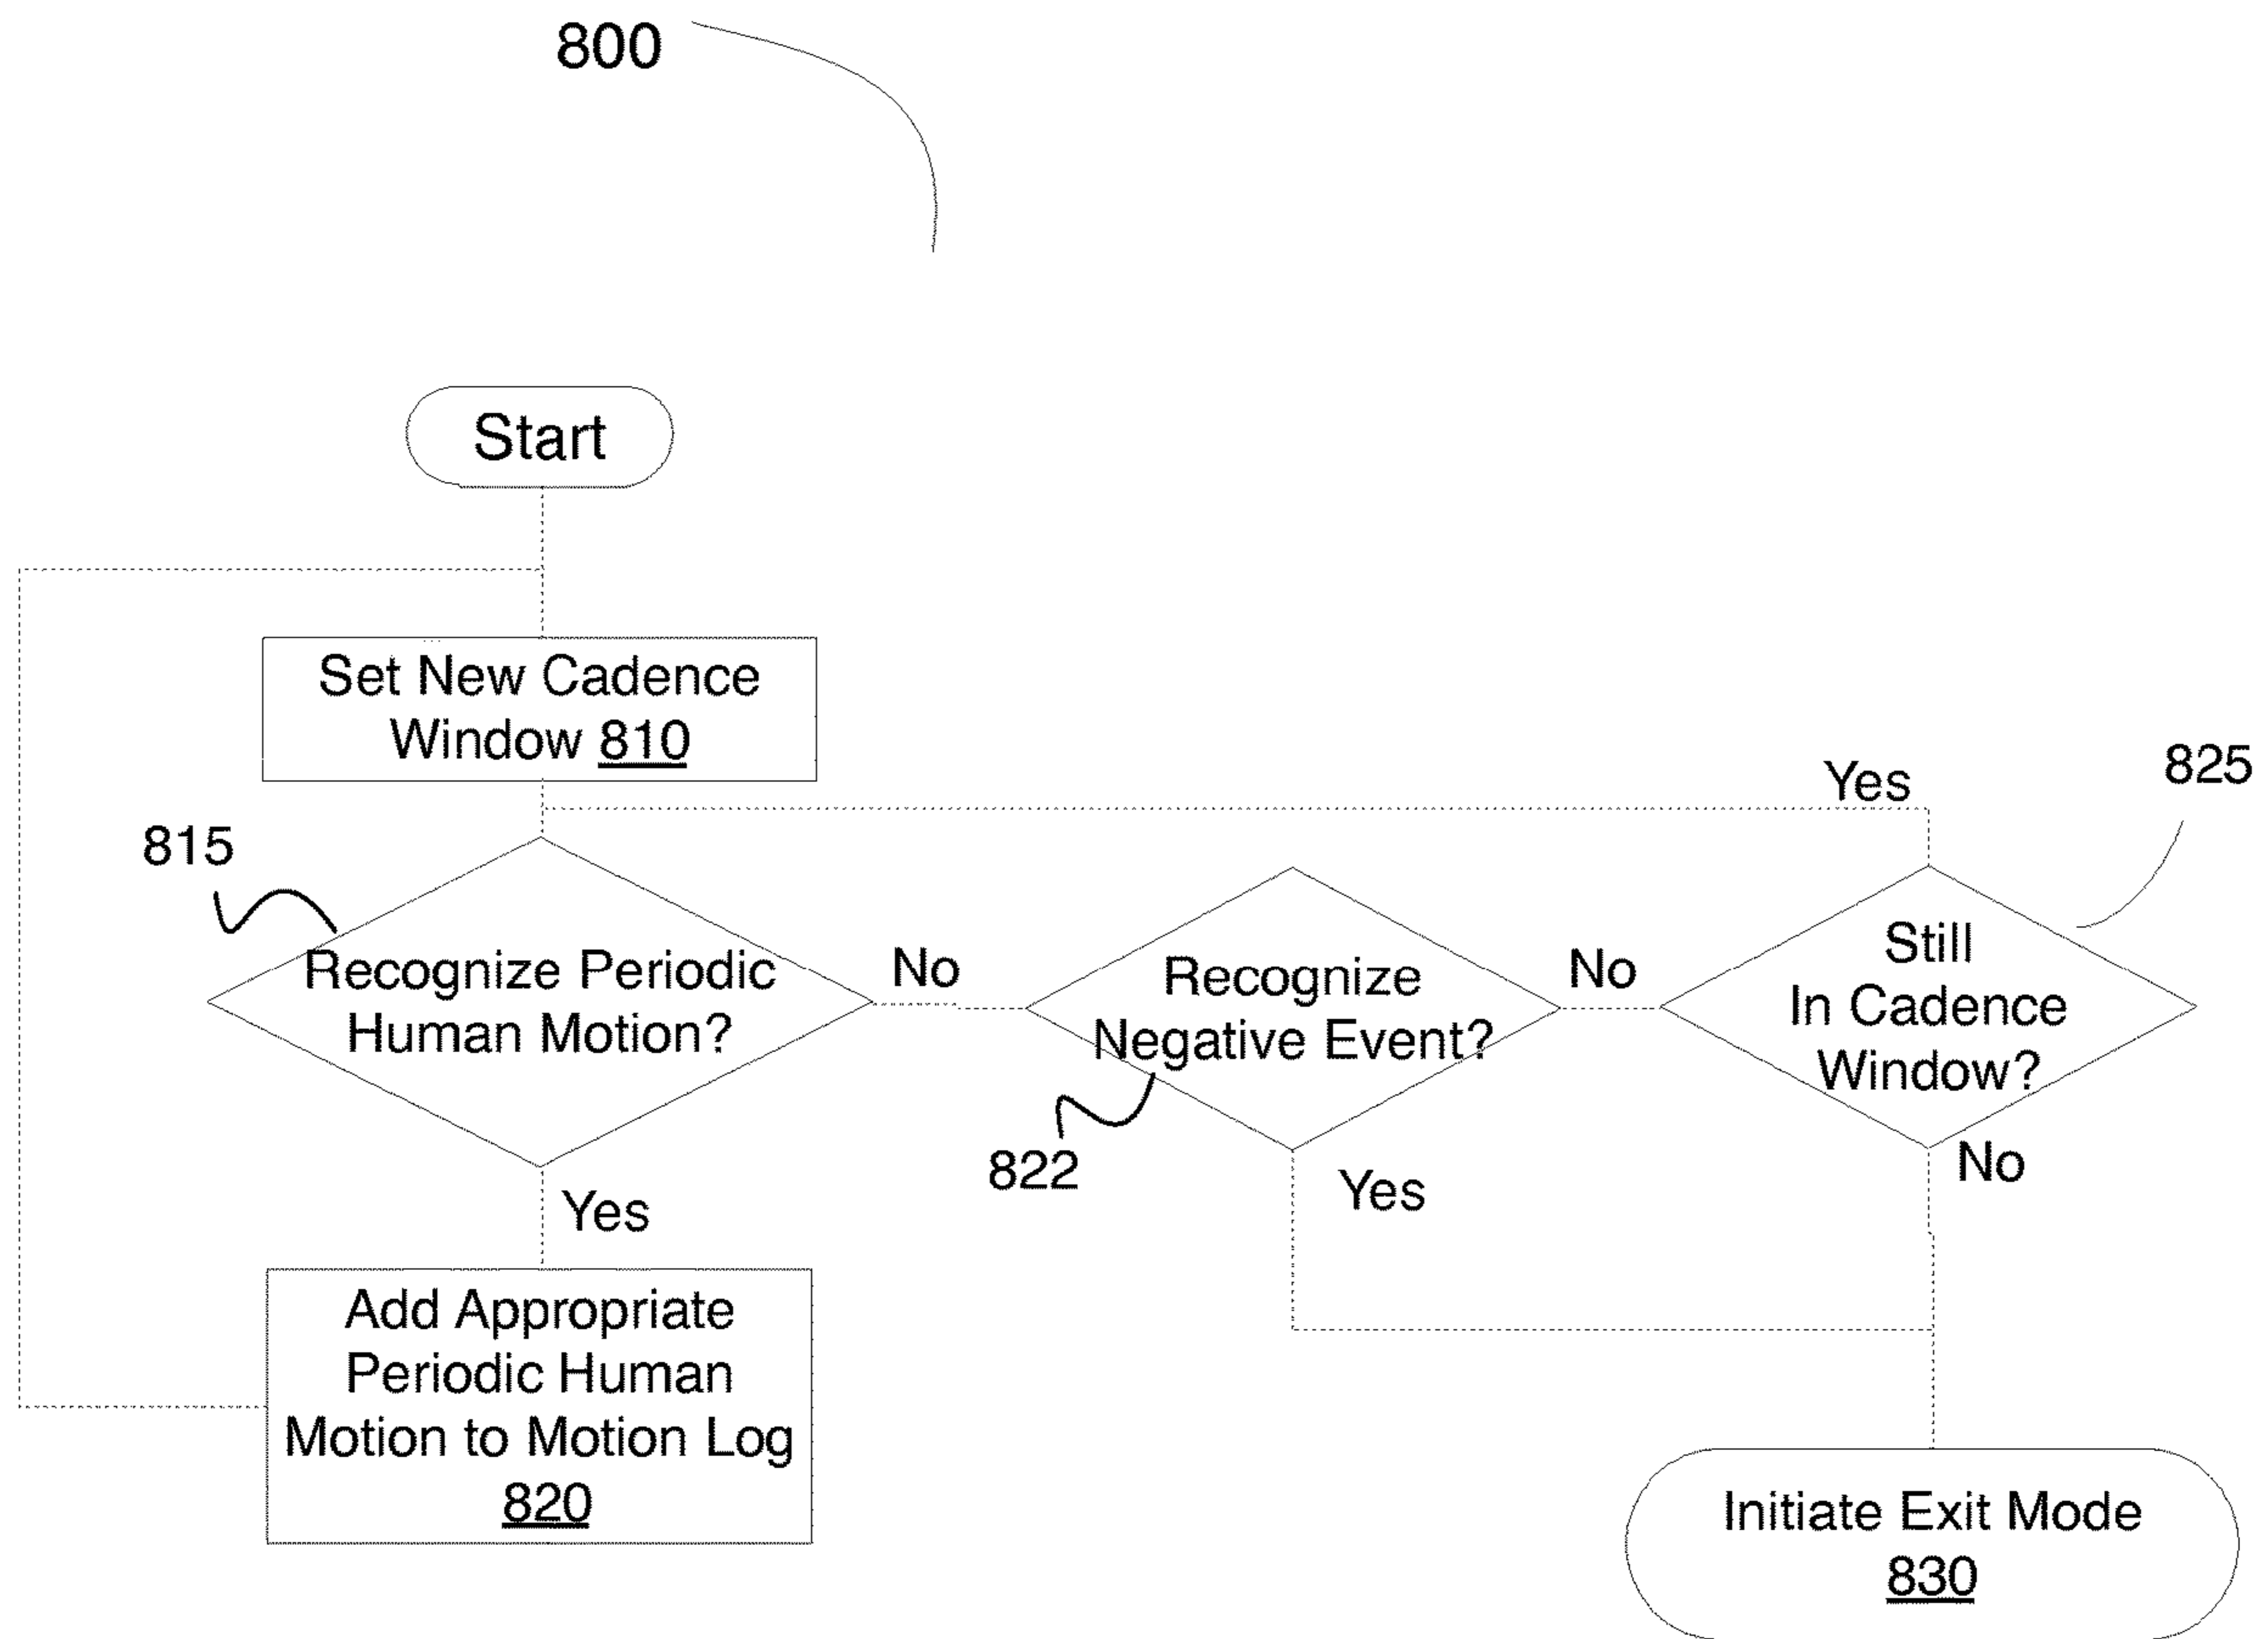 800
Start
Set New Cadence
Window 810
Yes
825
815
Recognize Periodic
Human Motion?
No
Recognize
Negative Event?
No
Still
In Cadence
Window?
822
Yes
No
Yes
Add Appropriate
Periodic Human
Motion to Motion Log
820
Initiate Exit Mode
830